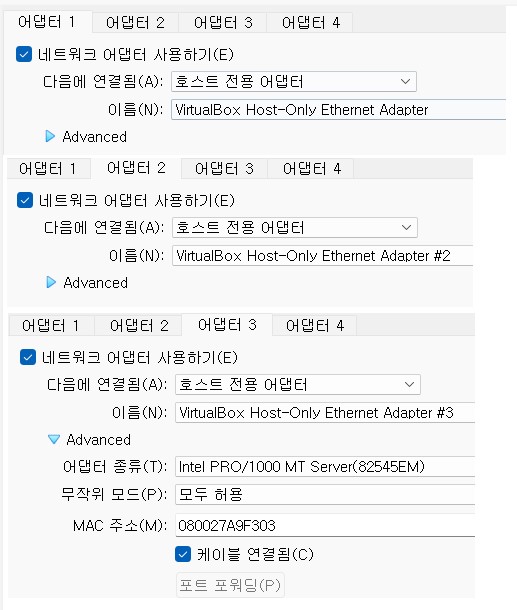 어댑터 1 어댑터 2 어댑터 3 어댑터 4
네트워크 어댑터 사용하기(E)
다음에 연결됨(A): 호스트 전용 어댑터
이름(N): VirtualBox Host-Only Ethernet Adapter
Advanced
어댑터 1 어댑터 2 어댑터 3 어댑터 4
네트워크 어댑터 사용하기(E)
다음에 연결됨(A): 호스트 전용 어댑터
이름(N): VirtualBox Host-Only Ethernet Adapter #2
Advanced
어댑터 1 어댑터 2 어댑터 3 어댑터 4
네트워크 어댑터 사용하기(E)
다음에 연결됨(A): 호스트 전용 어댑터
이름(N): VirtualBox Host-Only Ethernet Adapter #3
Advanced
어댑터 종류(T): Intel PRO/1000 MT Server(82545EM)
무작위 모드(P): 모두 허용
MAC 주소(M): 080027A9F303
케이블 연결됨(C)
포트 포워딩(P)